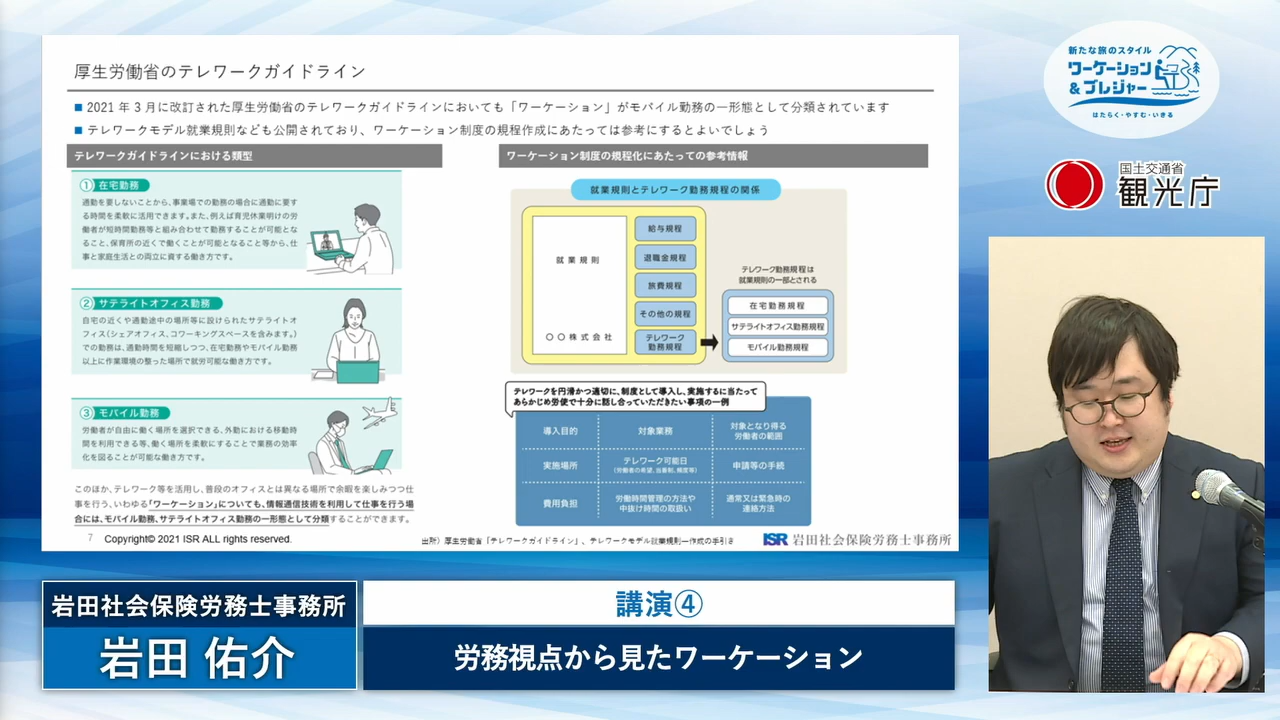 厚生労働省のテレワークガイドライン
■ 2021 年 3 月に改訂された厚生労働省のテレワークガイドラインにおいても「ワーケーション」がモバイル勤務の一形態として分類されています
■ テレワークモデル就業規則なども公開されており、ワーケーション制度の規程作成にあたっては参考にするとよいでしょう
テレワークガイドラインにおける類型
① 在宅勤務
通勤を要しないことから、事業場での勤務の場合に通勤に要
する時間を柔軟に活用できます。また、例えば育児休業明けの労
働者が短時間勤務等と組み合わせて勤務することが可能とな
ること、保育所の近くで働くことが可能となること等から、仕
事と家庭生活との両立に資する働き方です。
② サテライトオフィス勤務
自宅の近くや通勤途中の場所等に設けられたサテライトオ
フィス(シェアオフィス、コワーキングスペースを含みます。)
での勤務は、通勤時間を短縮しつつ、在宅勤務やモバイル勤務
以上に作業環境の整った場所で就労可能な働き方です。
③ モバイル勤務
労働者が自由に働く場所を選択できる、外勤における移動時
間を利用できる等、働く場所を柔軟にすることで業務の効率
化を図ることが可能な働き方です。
このほか、テレワーク等を活用し、普段のオフィスとは異なる場所で余暇を楽しみつつ仕
事を行う、いわゆる「ワーケーション」についても、情報通信技術を利用して仕事を行う場
合には、モバイル勤務、サテライトオフィス勤務の一形態として分類することができます。
ワーケーション制度の規程化にあたっての参考情報
就業規則とテレワーク勤務規程の関係
就業規則
〇〇株式会社
給与規程
退職金規程
旅費規程
その他の規程
テレワーク
勤務規程
テレワーク勤務規程は
就業規則の一部とされる
在宅勤務規程
サテライトオフィス勤務規程
モバイル勤務規程
テレワークを円滑かつ適切に、制度として導入し、実施するに当たって
あらかじめ労使で十分に話し合っていただきたい事項の一例
導入目的
対象業務
対象となり得る
労働者の範囲
実施場所
テレワーク可能日
(労働者の希望、当番制、頻度等)
申請等の手続
費用負担
労働時間管理の方法や
中抜け時間の取扱い
通常又は緊急時の
連絡方法
7 Copyright© 2021 ISR ALL rights reserved.
出所）厚生労働省「テレワークガイドライン」、テレワークモデル就業規則ー作成の手引き
ISR 岩田社会保険労務士事務所
新たな旅のスタイル
ワーケーション
&ブレジャー
はたらく・やすむ・いきる
国土交通省
観光庁
岩田社会保険労務士事務所
岩田 佑介
講演④
労務視点から見たワーケーション